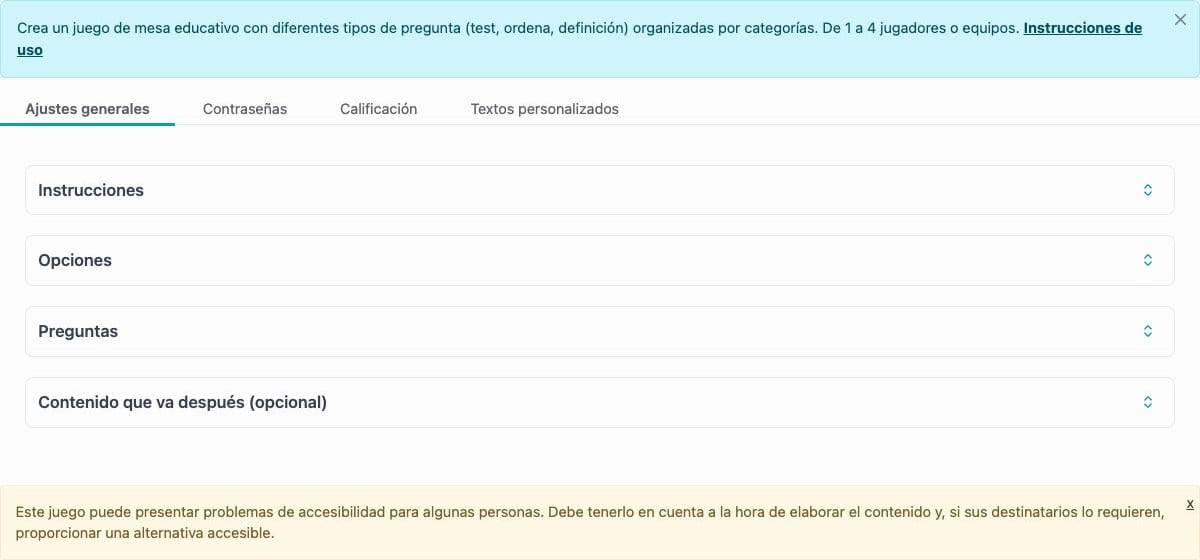 Crea un juego de mesa educativo con diferentes tipos de pregunta (test, ordena, definición) organizadas por categorías. De 1 a 4 jugadores o equipos. Instrucciones de
uso
Ajustes generales
Contraseñas
Calificación
Textos personalizados
Instrucciones
Opciones
Preguntas
Contenido que va después (opcional)
x
Este juego puede presentar problemas de accesibilidad para algunas personas. Debe tenerlo en cuenta a la hora de elaborar el contenido y, si sus destinatarios lo requieren,
proporcionar una alternativa accesible.